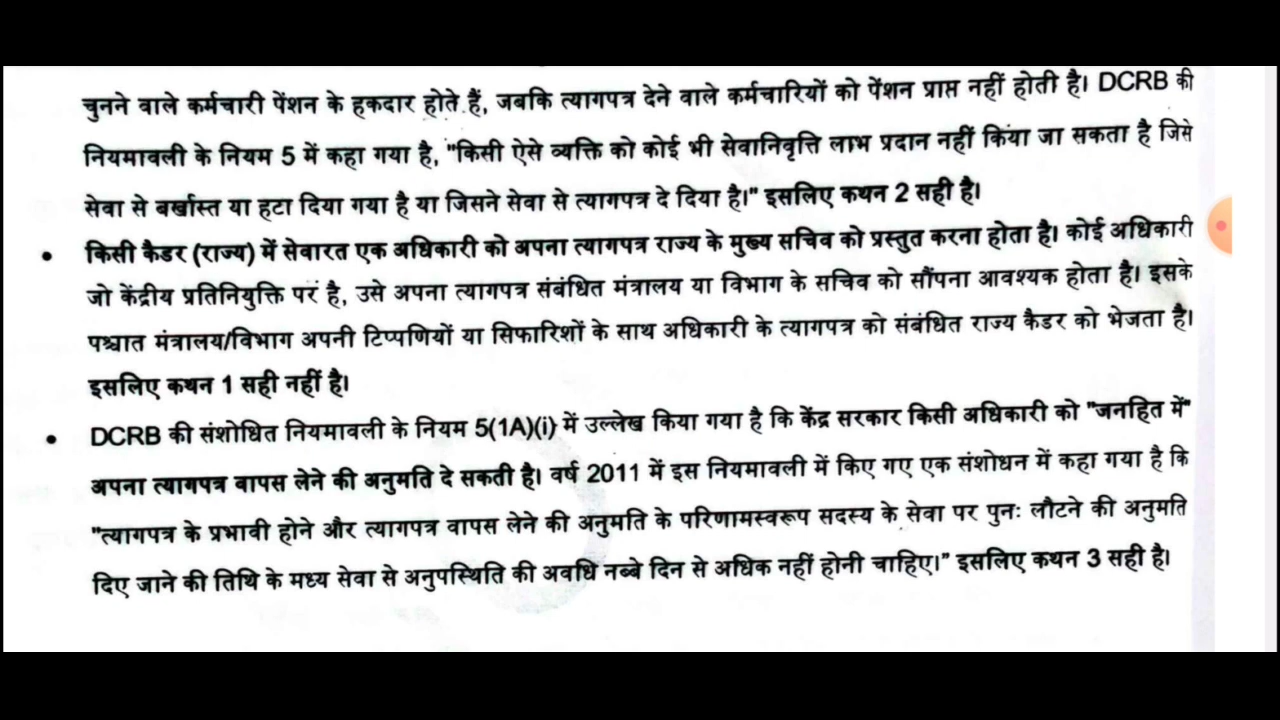 चुनने वाले कर्मचारी पेंशन के हकदार होते हैं, जबकि त्यागपत्र देने वाले कर्मचारियों को पेंशन प्राप्त नहीं होती है। DCRB की
नियमावली के नियम 5 में कहा गया है, "किसी ऐसे व्यक्ति को कोई भी सेवानिवृत्ति लाभ प्रदान नहीं किया जा सकता है जिसे
सेवा से बर्खास्त या हटा दिया गया है या जिसने सेवा से त्यागपत्र दे दिया है।" इसलिए कथन 2 सही है।
• किसी कैडर (राज्य) में सेवारत एक अधिकारी को अपना त्यागपत्र राज्य के मुख्य सचिव को प्रस्तुत करना होता है। कोई अधिकारी
जो केंद्रीय प्रतिनियुक्ति पर है, उसे अपना त्यागपत्र संबंधित मंत्रालय या विभाग के सचिव को सौंपना आवश्यक होता है। इसके
पश्चात मंत्रालय/विभाग अपनी टिप्पणियों या सिफारिशों के साथ अधिकारी के त्यागपत्र को संबंधित राज्य कैडर को भेजता है।
इसलिए कथन 1 सही नहीं है।
• DCRB की संशोधित नियमावली के नियम 5(1A)(i) में उल्लेख किया गया है कि केंद्र सरकार किसी अधिकारी को "जनहित में"
अपना त्यागपत्र वापस लेने की अनुमति दे सकती है। वर्ष 2011 में इस नियमावली में किए गए एक संशोधन में कहा गया है कि
"त्यागपत्र के प्रभावी होने और त्यागपत्र वापस लेने की अनुमति के परिणामस्वरूप सदस्य के सेवा पर पुनः लौटने की अनुमति
दिए जाने की तिथि के मध्य सेवा से अनुपस्थिति की अवधि नब्बे दिन से अधिक नहीं होनी चाहिए।" इसलिए कथन 3 सही है।